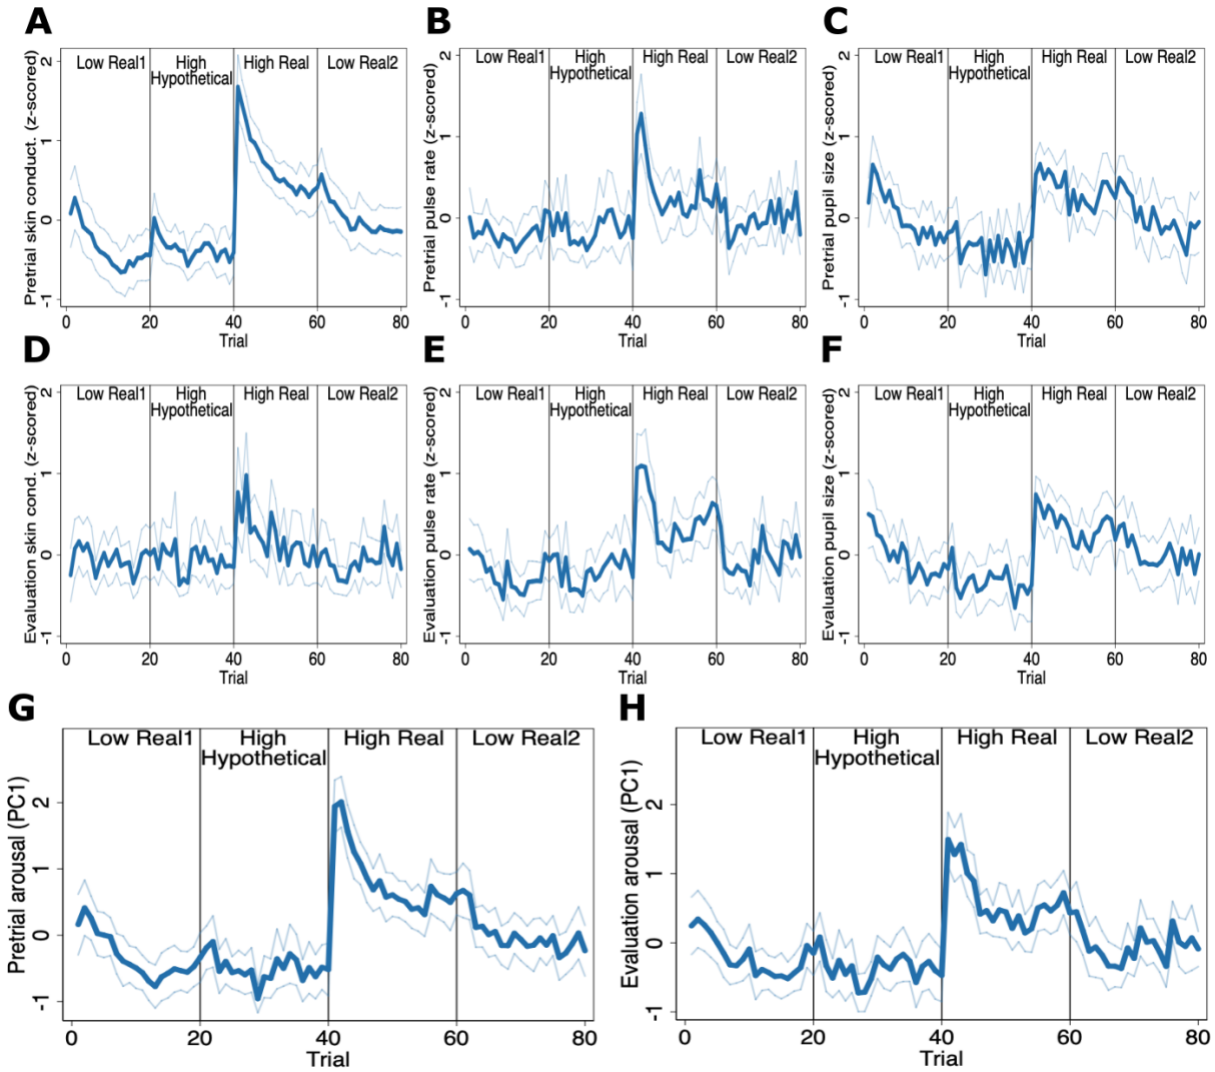 A
B
C
Pretrial skin conduct. (z-scored)
2
1
0
-1
Low Real1
High
Hypothetical
High Real
Low Real2
0 20 40 60 80
Trial
Pretrial pulse rate (z-scored)
2
1
0
-1
Low Real1
High
Hypothetical
High Real
Low Real2
0 20 40 60 80
Trial
Pretrial pupil size (z-scored)
2
1
0
-1
Low Real1
High
Hypothetical
High Real
Low Real2
0 20 40 60 80
Trial
D
E
F
Evaluation skin cond. (z-scored)
2
1
0
-1
Low Real1
High
Hypothetical
High Real
Low Real2
0 20 40 60 80
Trial
Evaluation pulse rate (z-scored)
2
1
0
-1
Low Real1
High
Hypothetical
High Real
Low Real2
0 20 40 60 80
Trial
Evaluation pupil size (z-scored)
2
1
0
-1
Low Real1
High
Hypothetical
High Real
Low Real2
0 20 40 60 80
Trial
G
H
Pretrial arousal (PC1)
2
1
0
-1
Low Real1
High
Hypothetical
High Real
Low Real2
0 20 40 60 80
Trial
Evaluation arousal (PC1)
2
1
0
-1
Low Real1
High
Hypothetical
High Real
Low Real2
0 20 40 60 80
Trial